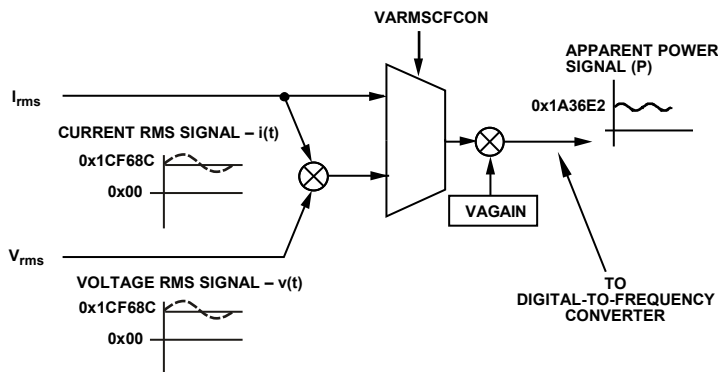 VARMSCFCON
APPARENT POWER
SIGNAL (P)
0x1A36E2
Irms
CURRENT RMS SIGNAL – i(t)
0x1CF68C
0x00
VAGAIN
Vrms
VOLTAGE RMS SIGNAL – v(t)
0x1CF68C
0x00
TO
DIGITAL-TO-FREQUENCY
CONVERTER